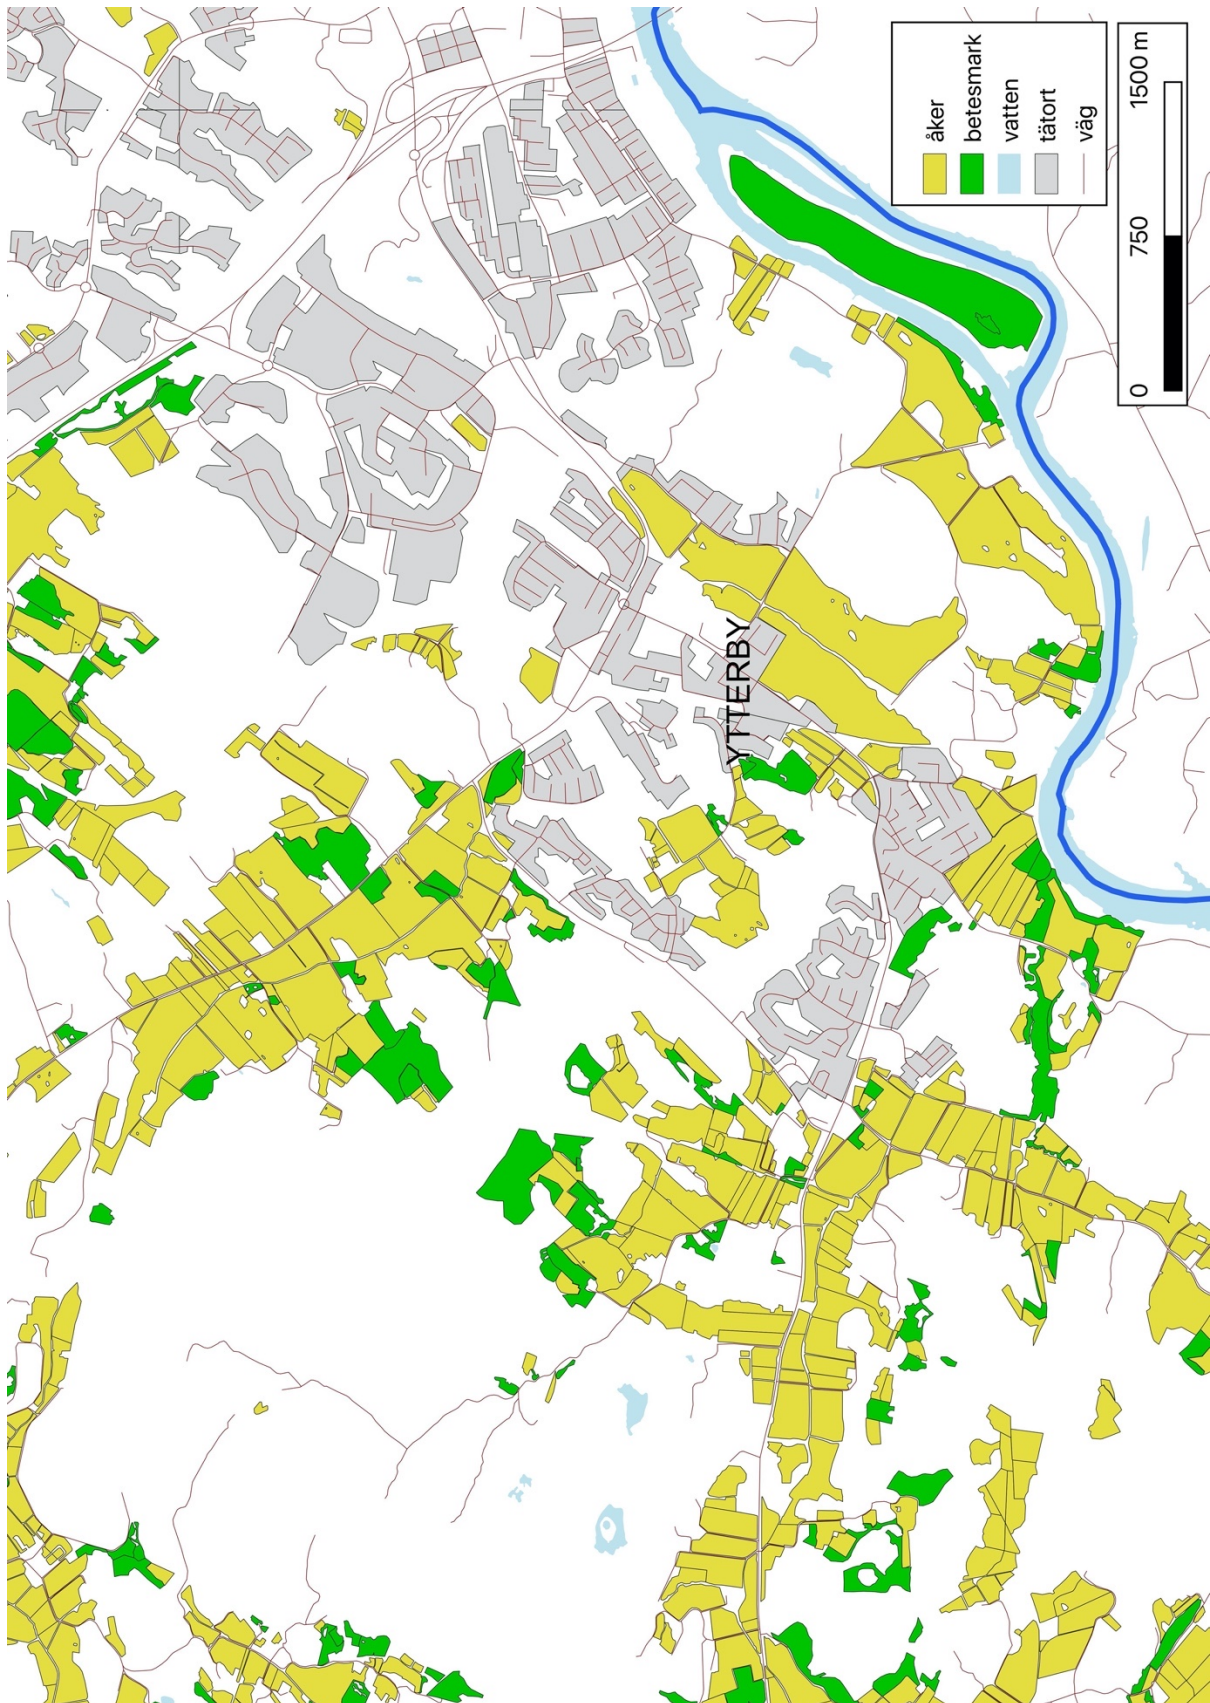 YTTERBY
åker
betesmark
vatten
tätort
väg
0 750 1500 m